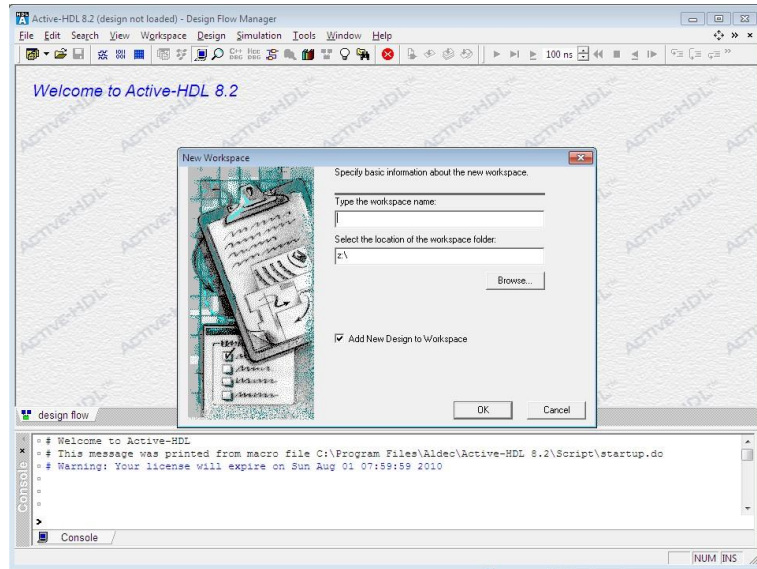 Active-HDL 8.2 (design not loaded) - Design Flow Manager
File Edit Search View Workspace Design Simulation Tools Window Help
100 ns
Welcome to Active-HDL 8.2
New Workspace
Specify basic information about the new workspace.
Type the workspace name:
Select the location of the workspace folder:
z:\
Browse...
Add New Design to Workspace
OK Cancel
design flow
# Welcome to Active-HDL
# This message was printed from macro file C:\Program Files\Aldec\Active-HDL 8.2\Script\startup.do
# Warning: Your license will expire on Sun Aug 01 07:59:59 2010
>
Console
Console
NUM INS